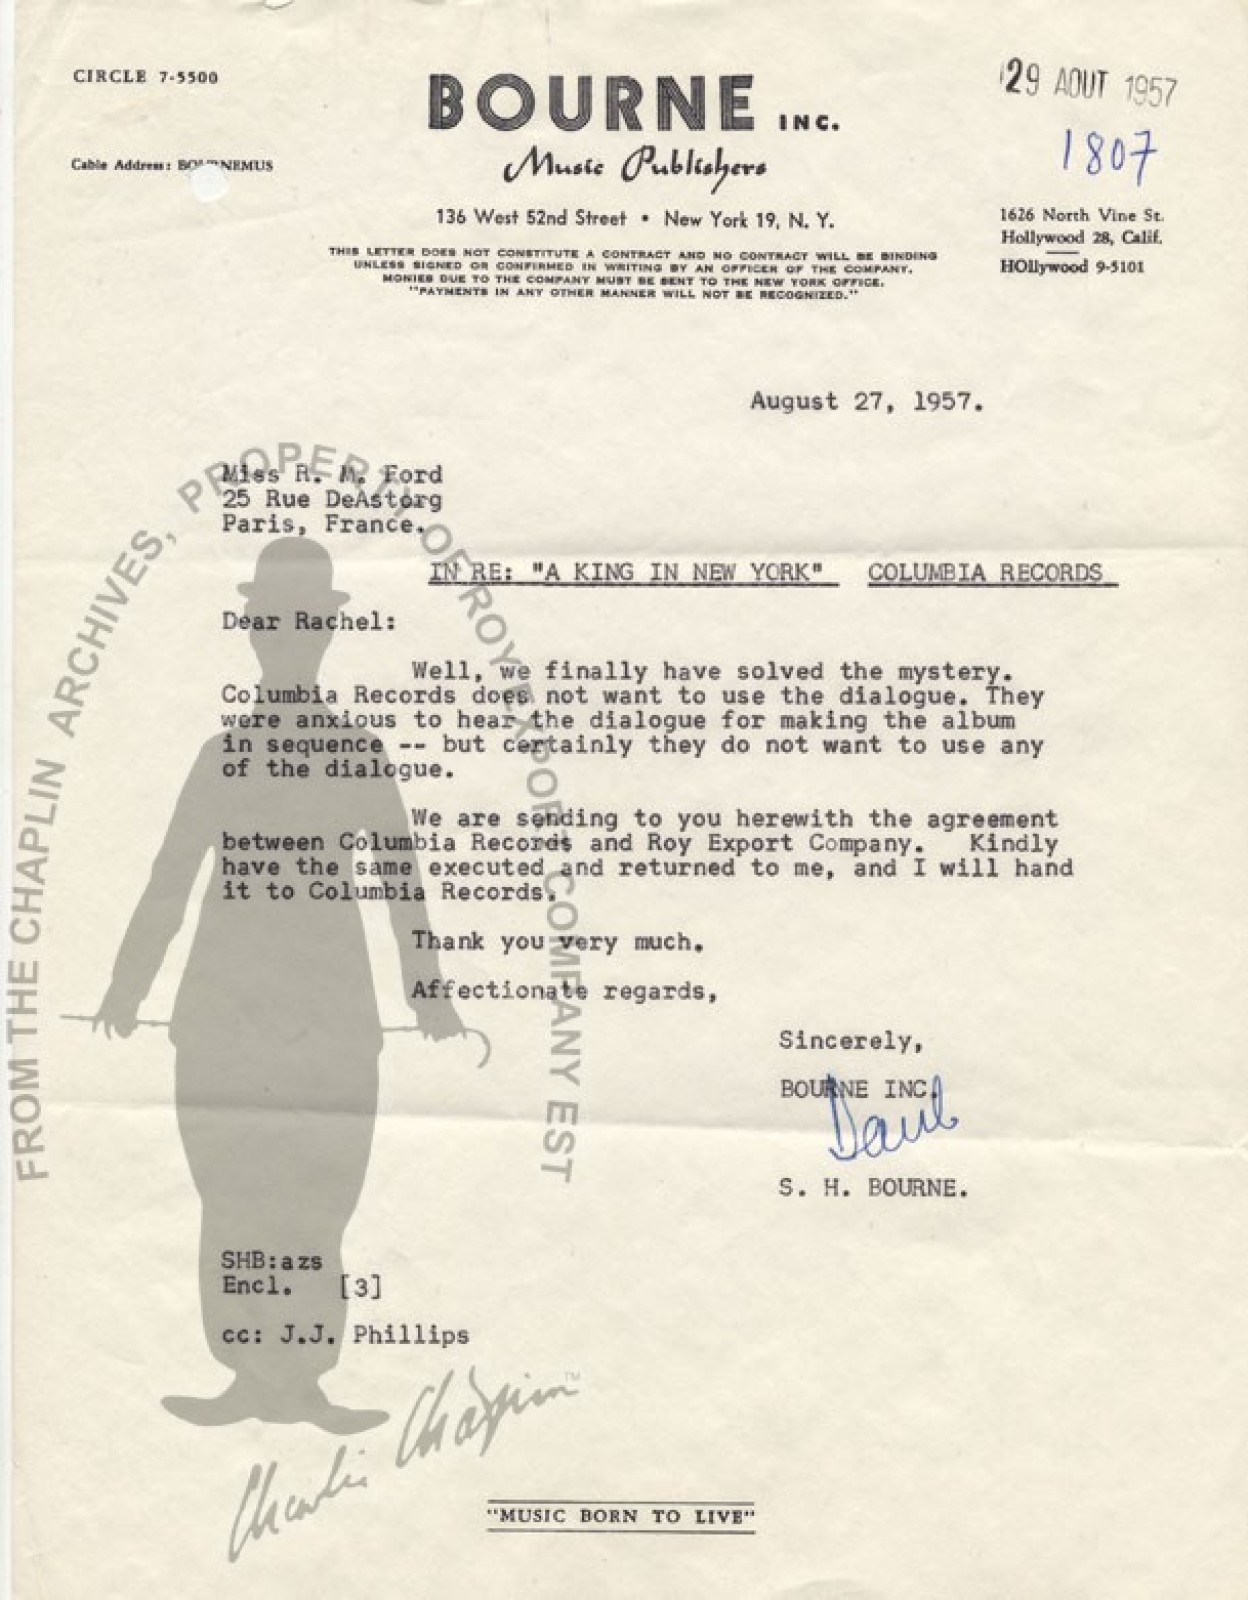 CIRCLE 7-5500
BOURNE INC.
Music Publishers
29 AOUT 1957
1807
Cable Address: BOURNEMUS
136 West 52nd Street • New York 19, N. Y.
1626 North Vine St.
Hollywood 28, Calif.
HOllywood 9-5101
THIS LETTER DOES NOT CONSTITUTE A CONTRACT AND NO CONTRACT WILL BE BINDING
UNLESS SIGNED OR CONFIRMED IN WRITING BY AN OFFICER OF THE COMPANY.
MONIES DUE TO THE COMPANY MUST BE SENT TO THE NEW YORK OFFICE.
"PAYMENTS IN ANY OTHER MANNER WILL NOT BE RECOGNIZED."
August 27, 1957.
Miss R. M. Ford
25 Rue DeAstorg
Paris, France.
IN RE: "A KING IN NEW YORK" COLUMBIA RECORDS
Dear Rachel:
Well, we finally have solved the mystery.
Columbia Records does not want to use the dialogue. They
were anxious to hear the dialogue for making the album
in sequence -- but certainly they do not want to use any
of the dialogue.
We are sending to you herewith the agreement
between Columbia Records and Roy Export Company. Kindly
have the same executed and returned to me, and I will hand
it to Columbia Records.
Thank you very much.
Affectionate regards,
Sincerely,
BOURNE INC.
S. H. BOURNE.
SHB:azs
Encl. [3]
cc: J.J. Phillips
"MUSIC BORN TO LIVE"
FROM THE CHAPLIN ARCHIVES, PROPERTY OF ROY EXPORT COMPANY EST
Charlie Chaplin ™